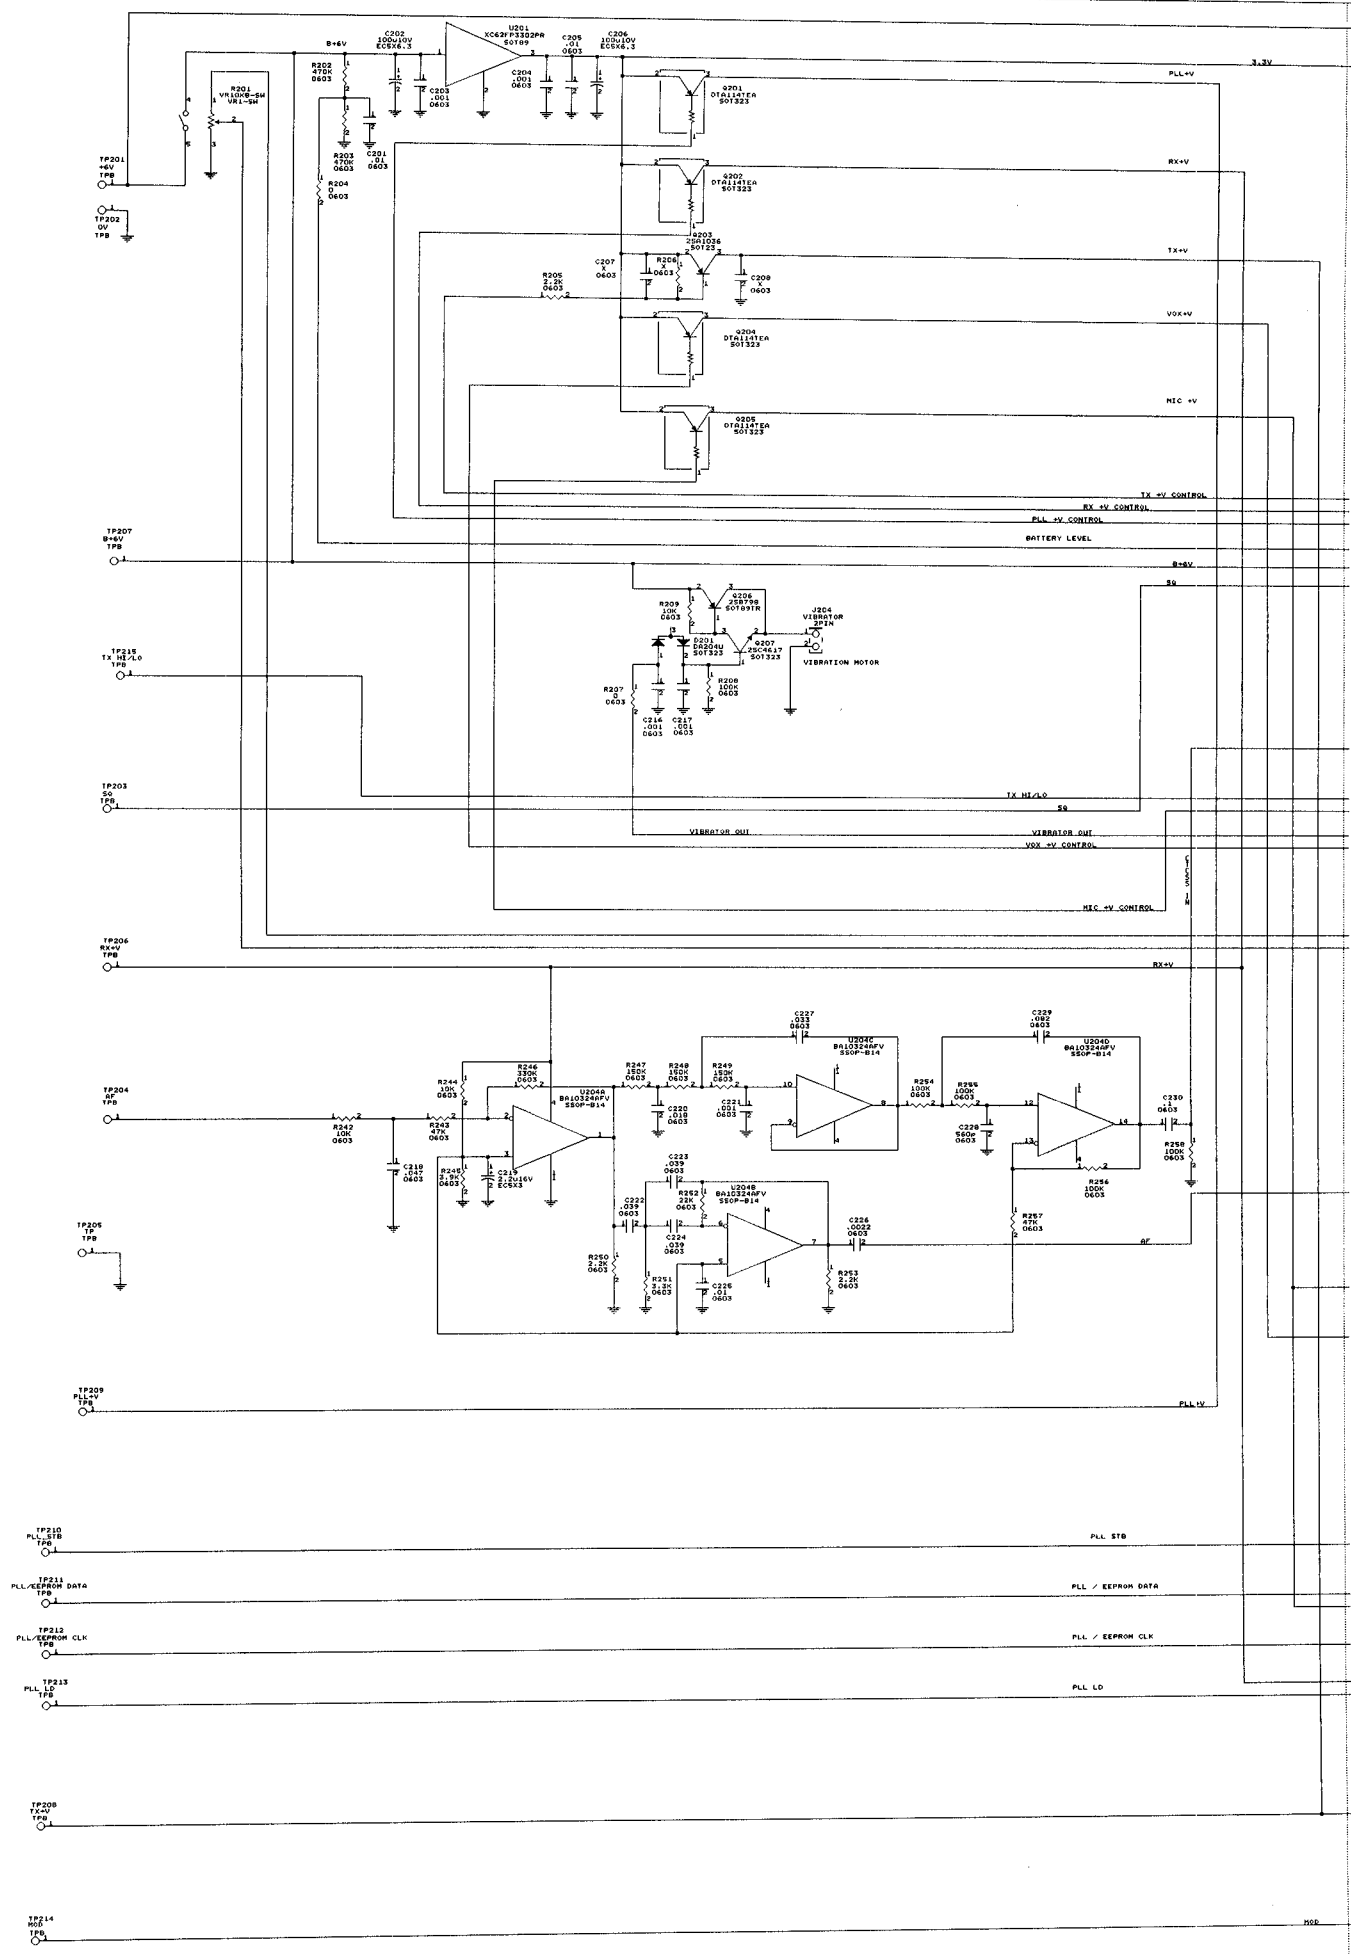 U201
XC62FP3302PR
SOT89
B+6V
C202
100u10V
EC5X6.3
C205
.01
0603
C206
100u10V
EC5X6.3
R202
470K
0603
C203
.001
0603
C204
.001
0603
3.3V
PLL+V
Q201
DTA114TEA
SOT323
R201
VR10KB-SW
VR1-SW
R203
470K
0603
C201
.01
0603
TP201
+6V
TPB
R204
0
0603
RX+V
Q202
DTA114TEA
SOT323
TP202
0V
TPB
Q203
2SA1036
SOT23
TX+V
C207
X
0603
R206
X
0603
C208
X
0603
R205
2.2K
0603
VOX+V
Q204
DTA114TEA
SOT323
MIC +V
Q205
DTA114TEA
SOT323
TX +V CONTROL
RX +V CONTROL
PLL +V CONTROL
BATTERY LEVEL
TP207
B+6V
TPB
B+6V
SQ
R209
10K
0603
Q206
2SB798
SOT89TR
J204
VIBRATOR
2PIN
D201
DA204U
SOT323
Q207
2SC4617
SOT323
VIBRATION MOTOR
TP215
TX HI/LO
TPB
R207
0
0603
R208
100K
0603
C216
.001
0603
C217
.001
0603
TP203
SQ
TPB
TX HI/LO
SQ
VIBRATOR OUT
VIBRATOR OUT
VOX +V CONTROL
CTCSS IN
MIC +V CONTROL
TP206
RX+V
TPB
RX+V
C227
.033
0603
U204C
BA10324AFV
SSOP-B14
C229
.082
0603
U204D
BA10324AFV
SSOP-B14
R246
330K
0603
R247
150K
0603
R248
150K
0603
R249
150K
0603
R244
10K
0603
U204A
BA10324AFV
SSOP-B14
R254
100K
0603
R255
100K
0603
TP204
AF
TPB
C220
.018
0603
C221
.001
0603
C230
.1
0603
R242
10K
0603
R243
47K
0603
C228
560p
0603
R258
100K
0603
C218
.047
0603
R245
3.9K
0603
C219
2.2u16V
EC5X3
C223
.039
0603
R252
22K
0603
U204B
BA10324AFV
SSOP-B14
R256
100K
0603
C222
.039
0603
C224
.039
0603
C226
.0022
0603
R257
47K
0603
AF
TP205
TP
TPB
R250
2.2K
0603
R251
3.3K
0603
C225
.01
0603
R253
2.2K
0603
TP209
PLL+V
TPB
PLL+V
TP210
PLL STB
TPB
PLL STB
TP211
PLL/EEPROM DATA
TPB
PLL / EEPROM DATA
TP212
PLL/EEPROM CLK
TPB
PLL / EEPROM CLK
TP213
PLL LD
TPB
PLL LD
TP208
TX+V
TPB
TP214
MOD
TPB
MOD